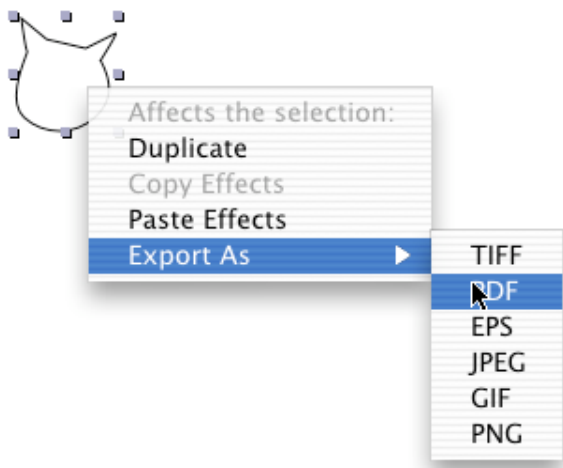 Affects the selection:
Duplicate
Copy Effects
Paste Effects
Export As
TIFF
PDF
EPS
JPEG
GIF
PNG